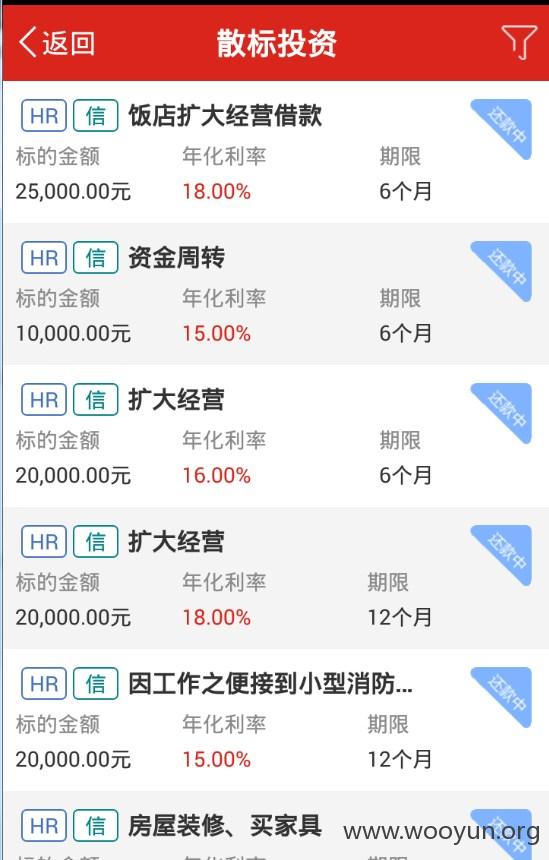 返回 散标投资
HR 信 饭店扩大经营借款 还款中
标的金额 年化利率 期限
25,000.00元 18.00% 6个月
HR 信 资金周转 还款中
标的金额 年化利率 期限
10,000.00元 15.00% 6个月
HR 信 扩大经营 还款中
标的金额 年化利率 期限
20,000.00元 16.00% 6个月
HR 信 扩大经营 还款中
标的金额 年化利率 期限
20,000.00元 18.00% 12个月
HR 信 因工作之便接到小型消防... 还款中
标的金额 年化利率 期限
20,000.00元 15.00% 12个月
HR 信 房屋装修、买家具 还款中
www.wooyun.org